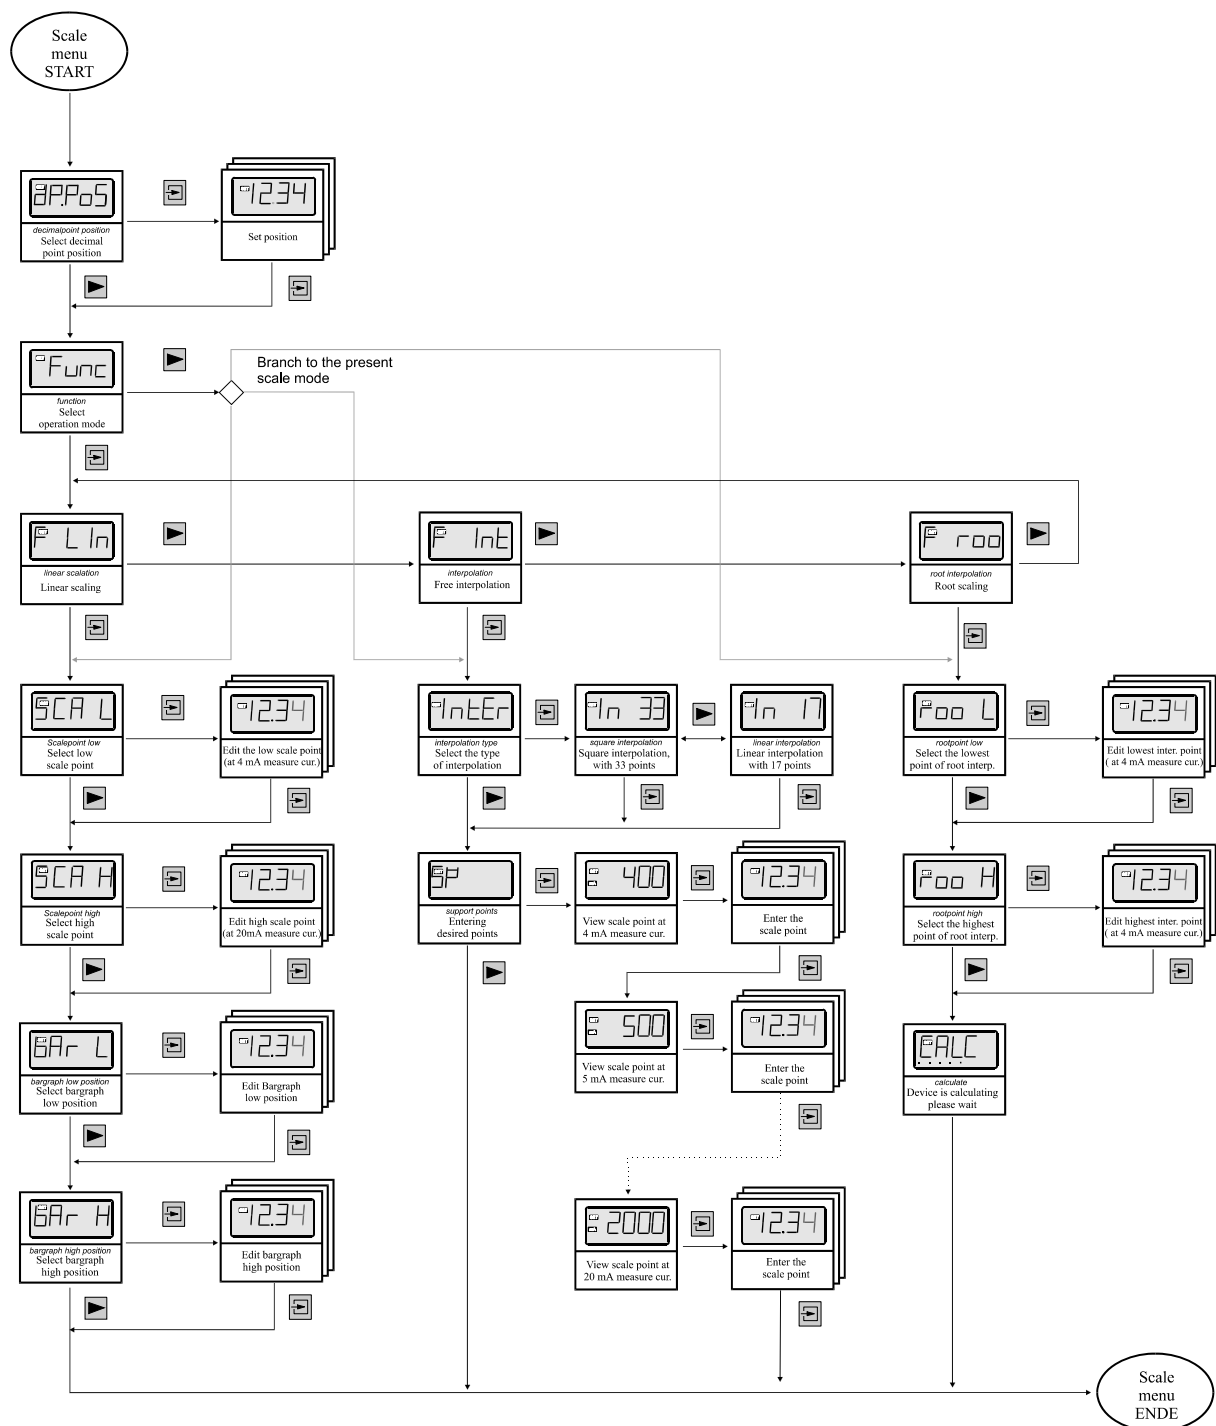 Scale
menu
START
dP.PoS
decimalpoint position
Select decimal
point position
12.34
Set position
Func
function
Select
operation mode
Branch to the present
scale mode
F LIn
linear scalation
Linear scaling
F Int
interpolation
Free interpolation
F roo
root interpolation
Root scaling
SCA L
Scalepoint low
Select low
scale point
12.34
Edit the low scale point
(at 4 mA measure cur.)
IntEr
interpolation type
Select the type
of interpolation
In 33
square interpolation
Square interpolation,
with 33 points
In 17
linear interpolation
Linear interpolation
with 17 points
roo L
rootpoint low
Select the lowest
point of root interp.
12.34
Edit lowest inter. point
( at 4 mA measure cur.)
SCA H
Scalepoint high
Select high
scale point
12.34
Edit high scale point
(at 20mA measure cur.)
SP
support points
Entering
desired points
400
View scale point at
4 mA measure cur.
12.34
Enter the
scale point
roo H
rootpoint high
Select the highest
point of root interp.
12.34
Edit highest inter. point
( at 4 mA measure cur.)
bAr L
bargraph low position
Select bargraph
low position
12.34
Edit Bargraph
low position
500
View scale point at
5 mA measure cur.
12.34
Enter the
scale point
CALC
calculate
Device is calculating
please wait
bAr H
bargraph high position
Select bargraph
high position
12.34
Edit bargraph
high position
2000
View scale point at
20 mA measure cur.
12.34
Enter the
scale point
Scale
menu
ENDE